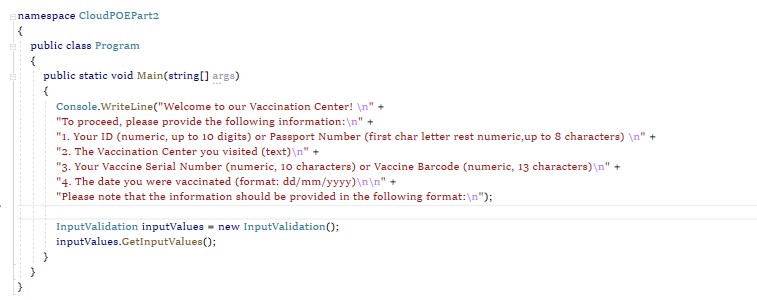 namespace CloudPOEPart2
{
public class Program
{
public static void Main(string[] args)
{
Console.WriteLine("Welcome to our Vaccination Center! \n" +
"To proceed, please provide the following information:\n" +
"1. Your ID (numeric, up to 10 digits) or Passport Number (first char letter rest numeric,up to 8 characters) \n" +
"2. The Vaccination Center you visited (text)\n" +
"3. Your Vaccine Serial Number (numeric, 10 characters) or Vaccine Barcode (numeric, 13 characters)\n" +
"4. The date you were vaccinated (format: dd/mm/yyyy)\n\n" +
"Please note that the information should be provided in the following format:\n");
InputValidation inputValues = new InputValidation();
inputValues.GetInputValues();
}
}
}